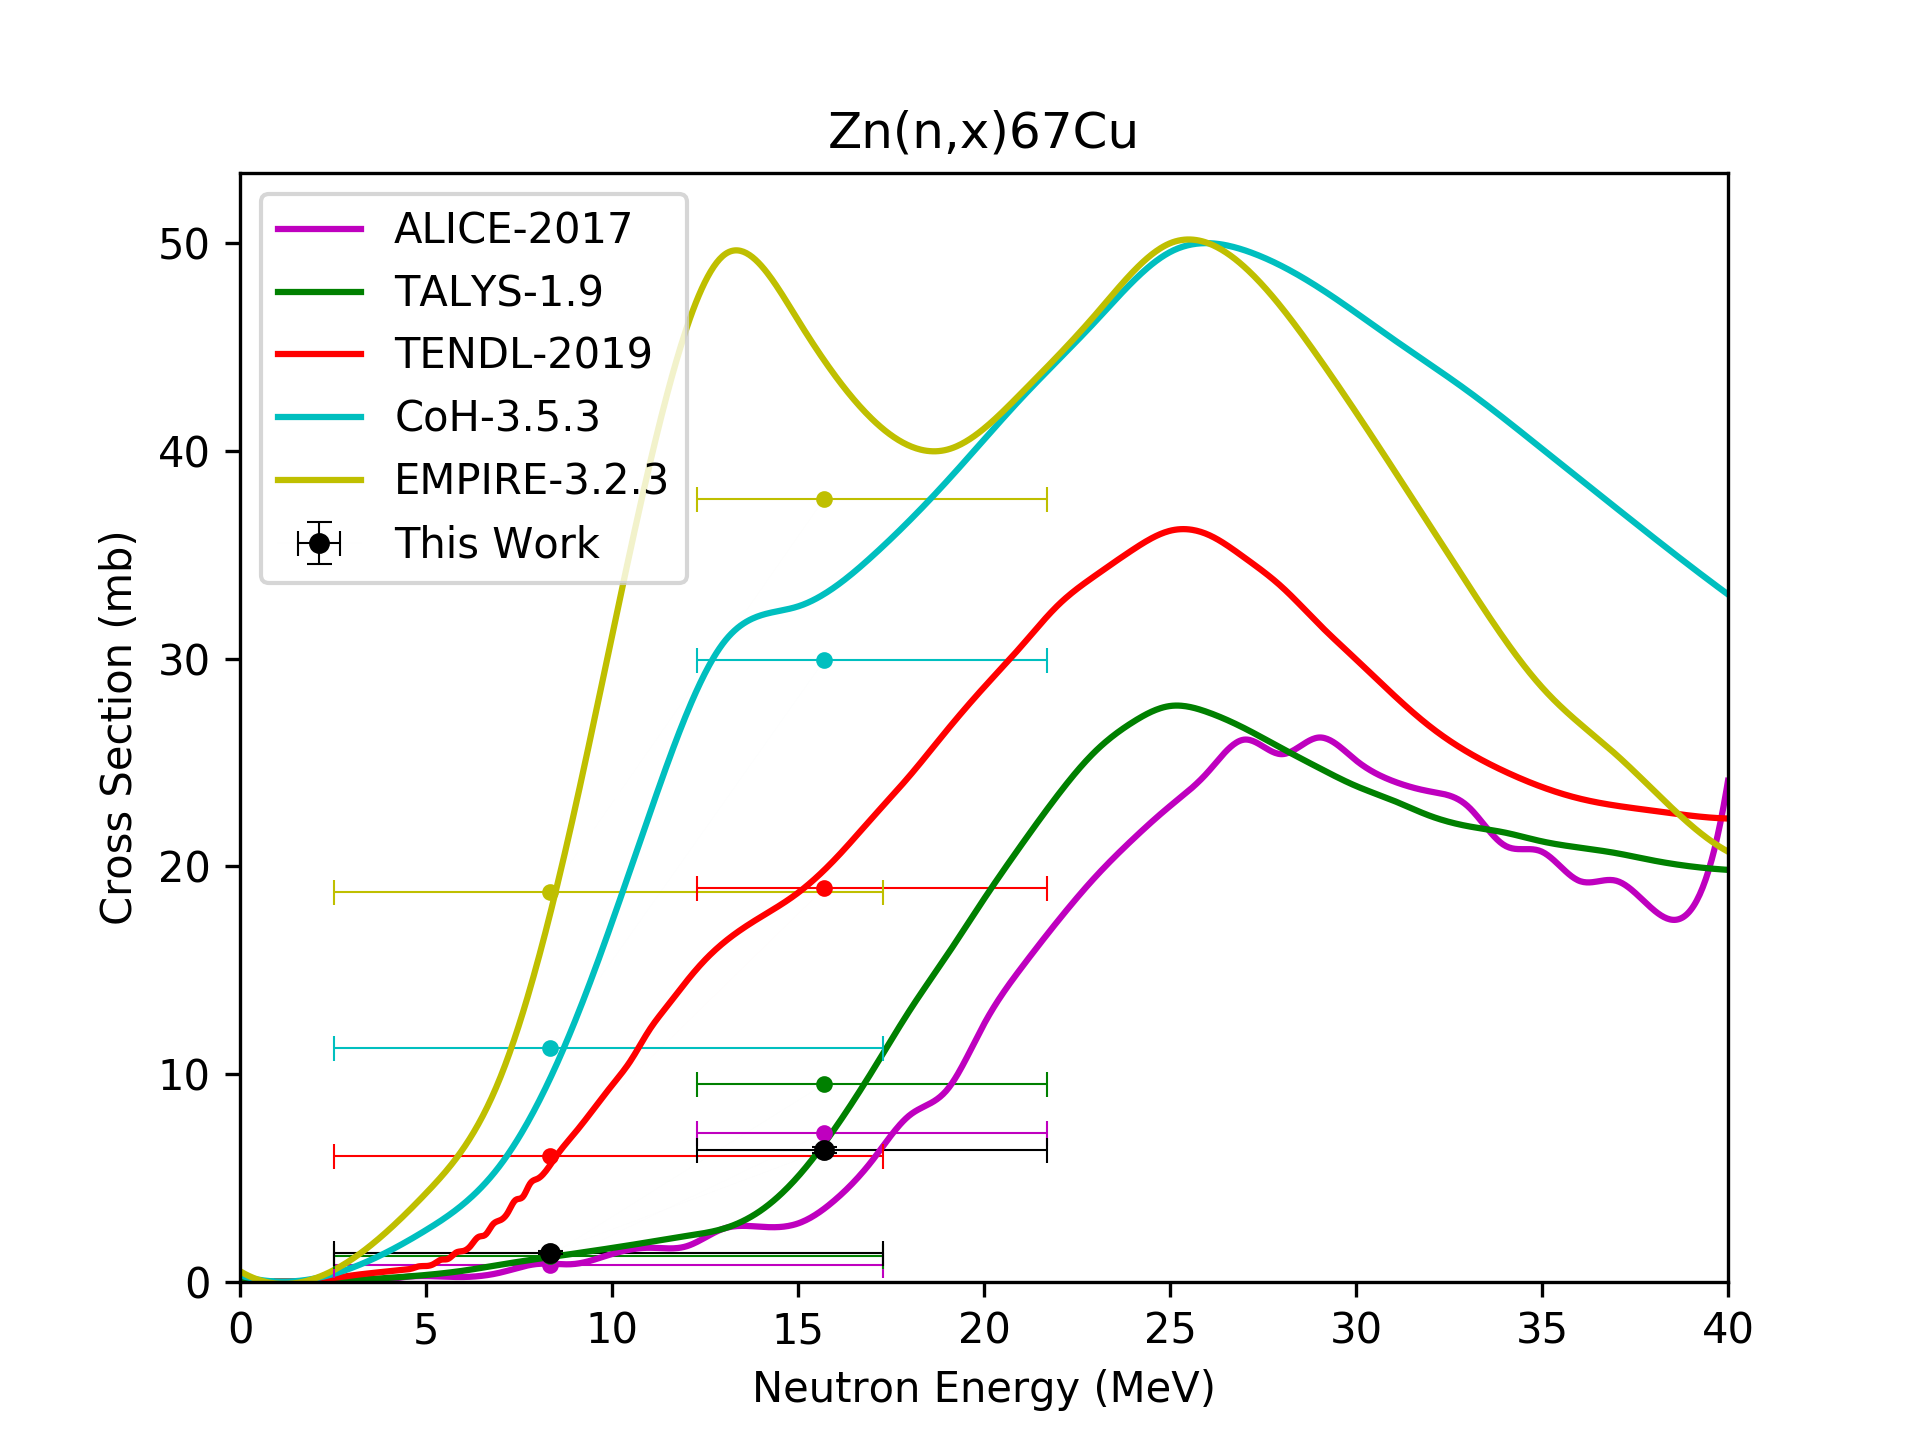 Zn(n,x)67Cu
ALICE-2017
TALYS-1.9
TENDL-2019
CoH-3.5.3
EMPIRE-3.2.3
This Work
Cross Section (mb)
50
40
30
20
10
0
0 5 10 15 20 25 30 35 40
Neutron Energy (MeV)